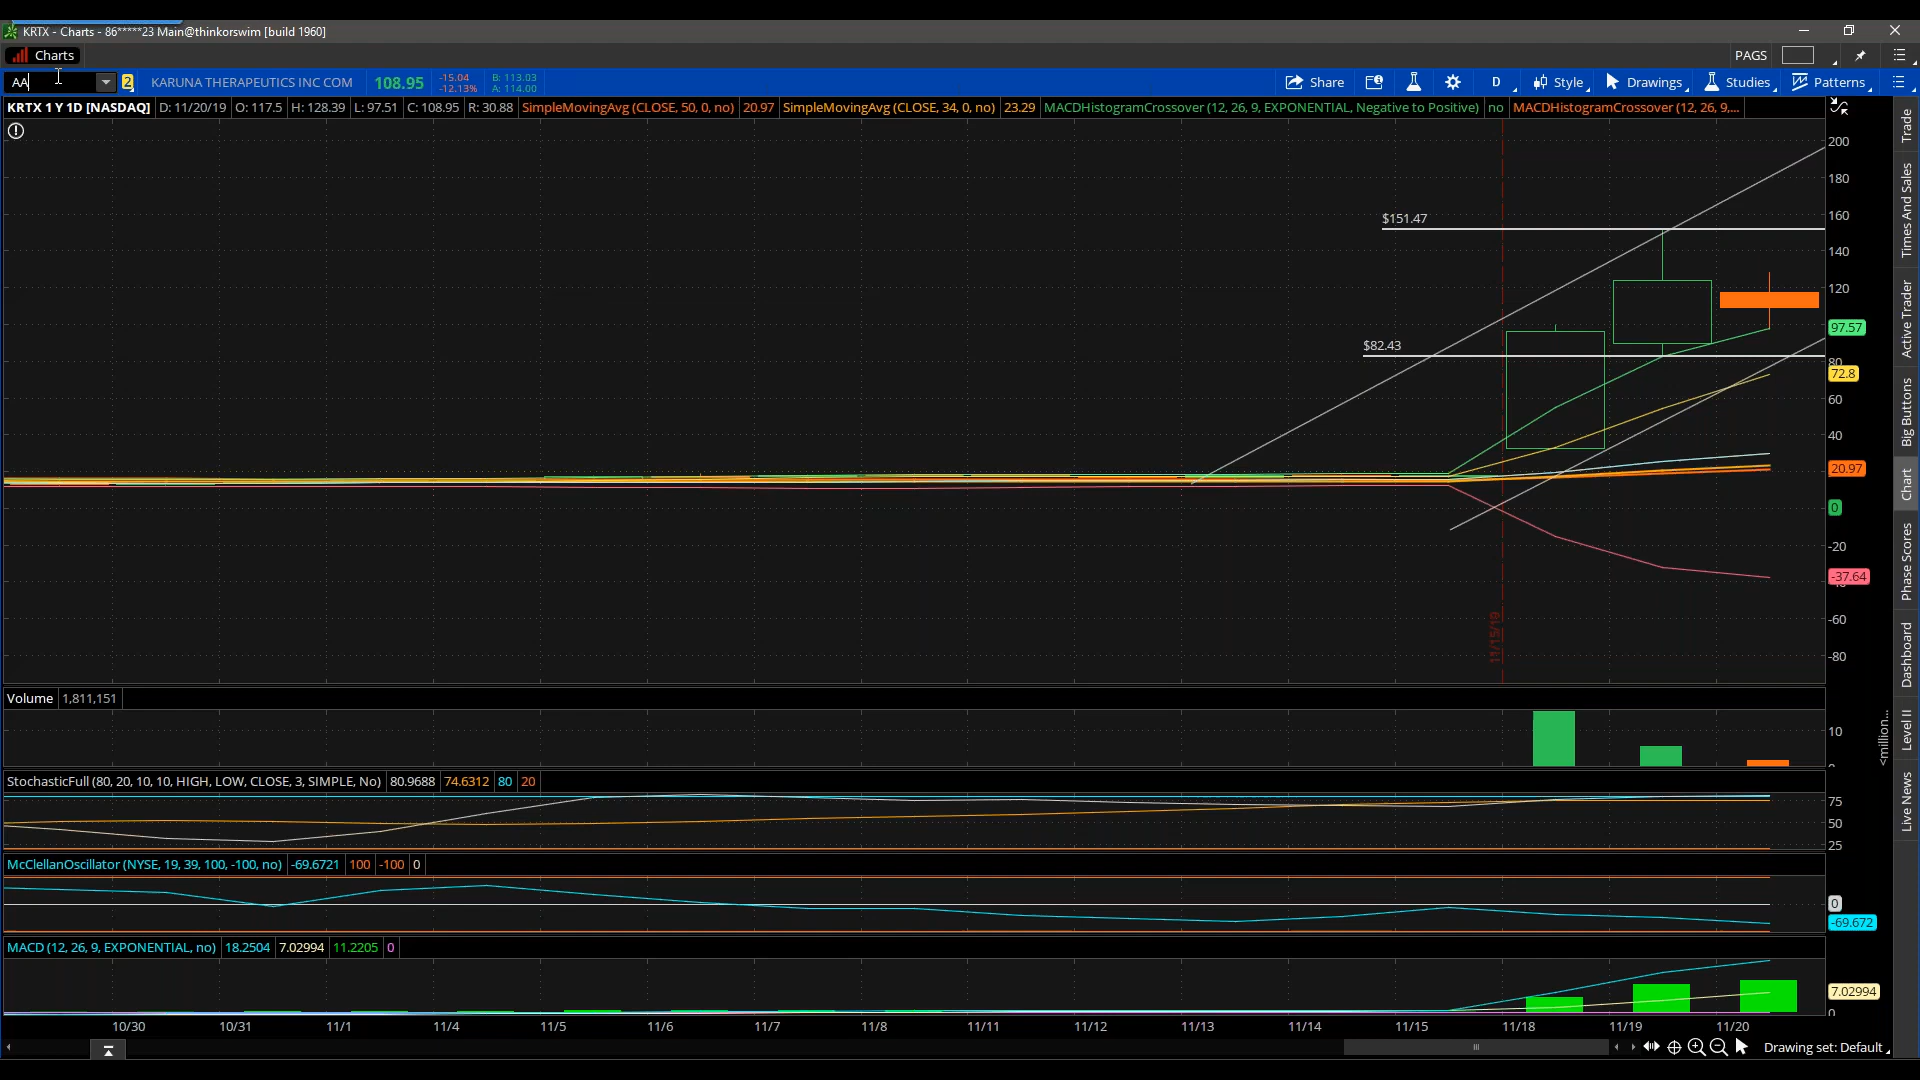 KRTX - Charts - 86*****23 Main@thinkorswim [build 1960]
Charts
PAGS
AA
2
KARUNA THERAPEUTICS INC COM
108.95
-15.04
-12.13%
B: 113.03
A: 114.00
Share
D
Style
Drawings
Studies
Patterns
KRTX 1 Y 1D [NASDAQ] D: 11/20/19 O: 117.5 H: 128.39 L: 97.51 C: 108.95 R: 30.88 SimpleMovingAvg (CLOSE, 50, 0, no) 20.97 SimpleMovingAvg (CLOSE, 34, 0, no) 23.29 MACDHistogramCrossover (12, 26, 9, EXPONENTIAL, Negative to Positive) no MACDHistogramCrossover (12, 26, 9,...
200
180
160
140
120
97.57
80
72.8
60
40
20.97
0
-20
-37.64
-60
-80
$151.47
$82.43
11/15/19
Volume 1,811,151
10
<million...
StochasticFull (80, 20, 10, 10, HIGH, LOW, CLOSE, 3, SIMPLE, No) 80.9688 74.6312 80 20
75
50
25
McClellanOscillator (NYSE, 19, 39, 100, -100, no) -69.6721 100 -100 0
0
-69.672
MACD (12, 26, 9, EXPONENTIAL, no) 18.2504 7.02994 11.2205 0
7.02994
0
10/30 10/31 11/1 11/4 11/5 11/6 11/7 11/8 11/11 11/12 11/13 11/14 11/15 11/18 11/19 11/20
Drawing set: Default
Trade
Times And Sales
Active Trader
Big Buttons
Chart
Phase Scores
Dashboard
Level II
Live News